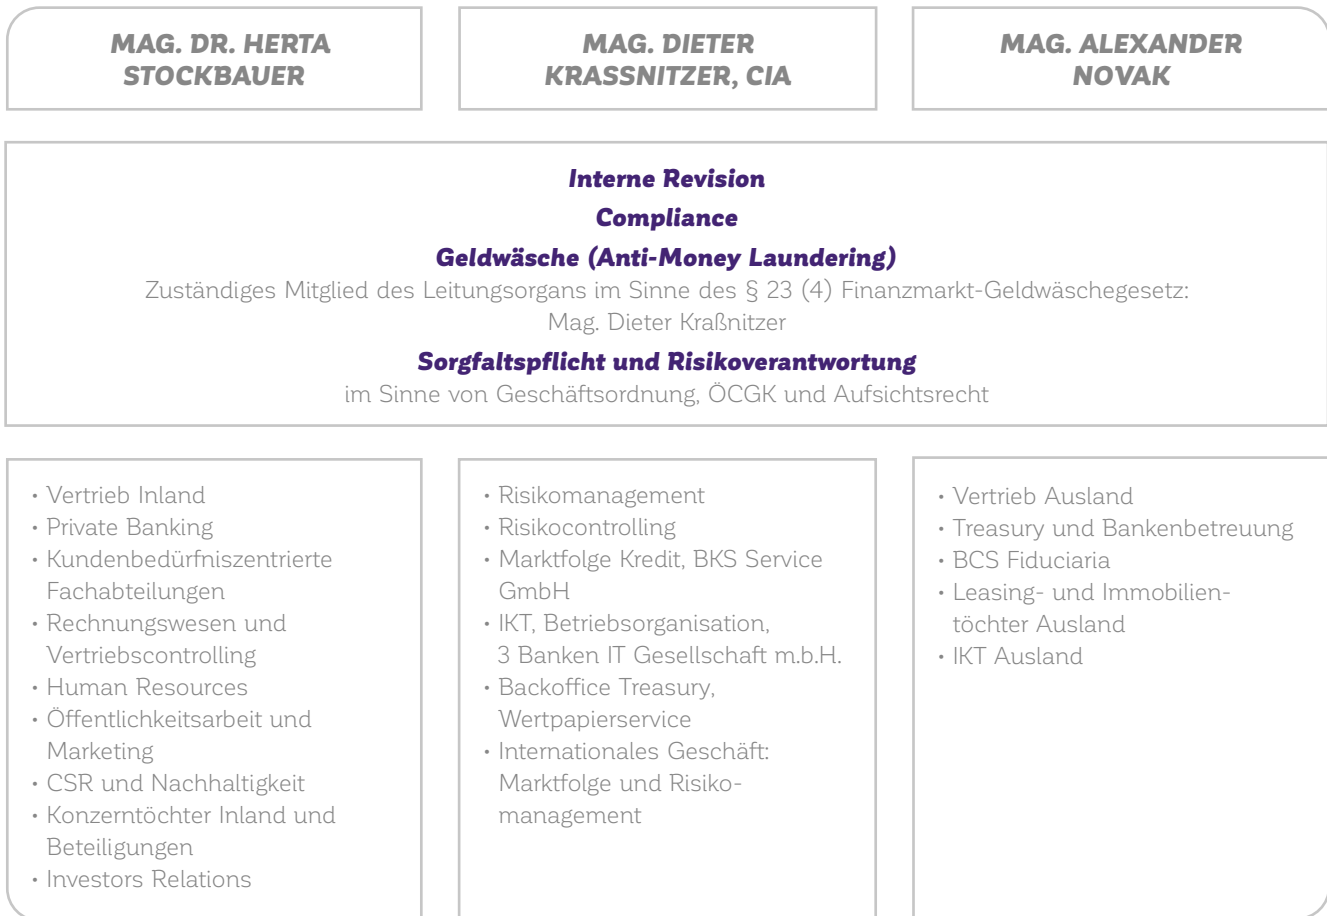 MAG. DR. HERTA
STOCKBAUER
MAG. DIETER
KRASSNITZER, CIA
MAG. ALEXANDER
NOVAK
Interne Revision
Compliance
Geldwäsche (Anti-Money Laundering)
Zuständiges Mitglied des Leitungsorgans im Sinne des § 23 (4) Finanzmarkt-Geldwäschegesetz:
Mag. Dieter Kraßnitzer
Sorgfaltspflicht und Risikoverantwortung
im Sinne von Geschäftsordnung, ÖCGK und Aufsichtsrecht
• Vertrieb Inland
• Private Banking
• Kundenbedürfniszentrierte
Fachabteilungen
• Rechnungswesen und
Vertriebscontrolling
• Human Resources
• Öffentlichkeitsarbeit und
Marketing
• CSR und Nachhaltigkeit
• Konzerntöchter Inland und
Beteiligungen
• Investors Relations
• Risikomanagement
• Risikocontrolling
• Marktfolge Kredit, BKS Service
GmbH
• IKT, Betriebsorganisation,
3 Banken IT Gesellschaft m.b.H.
• Backoffice Treasury,
Wertpapierservice
• Internationales Geschäft:
Marktfolge und Risiko-
management
• Vertrieb Ausland
• Treasury und Bankenbetreuung
• BCS Fiduciaria
• Leasing- und Immobilien-
töchter Ausland
• IKT Ausland